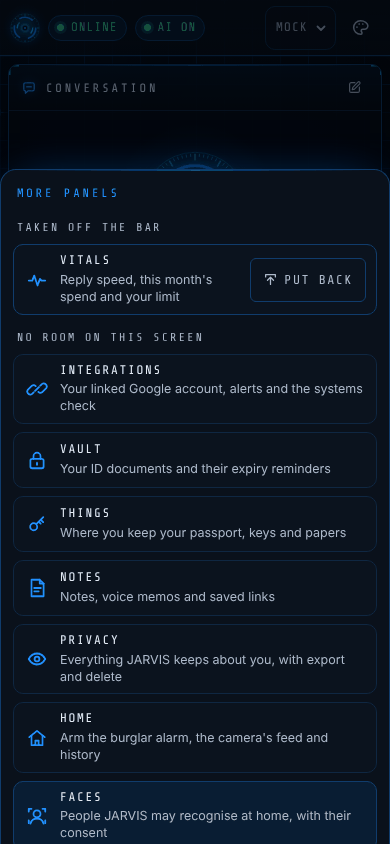 ONLINE
AI ON
MOCK
CONVERSATION
MORE PANELS
TAKEN OFF THE BAR
VITALS
Reply speed, this month's
spend and your limit
PUT BACK
NO ROOM ON THIS SCREEN
INTEGRATIONS
Your linked Google account, alerts and the systems
check
VAULT
Your ID documents and their expiry reminders
THINGS
Where you keep your passport, keys and papers
NOTES
Notes, voice memos and saved links
PRIVACY
Everything JARVIS keeps about you, with export
and delete
HOME
Arm the burglar alarm, the camera's feed and
history
FACES
People JARVIS may recognise at home, with their
consent